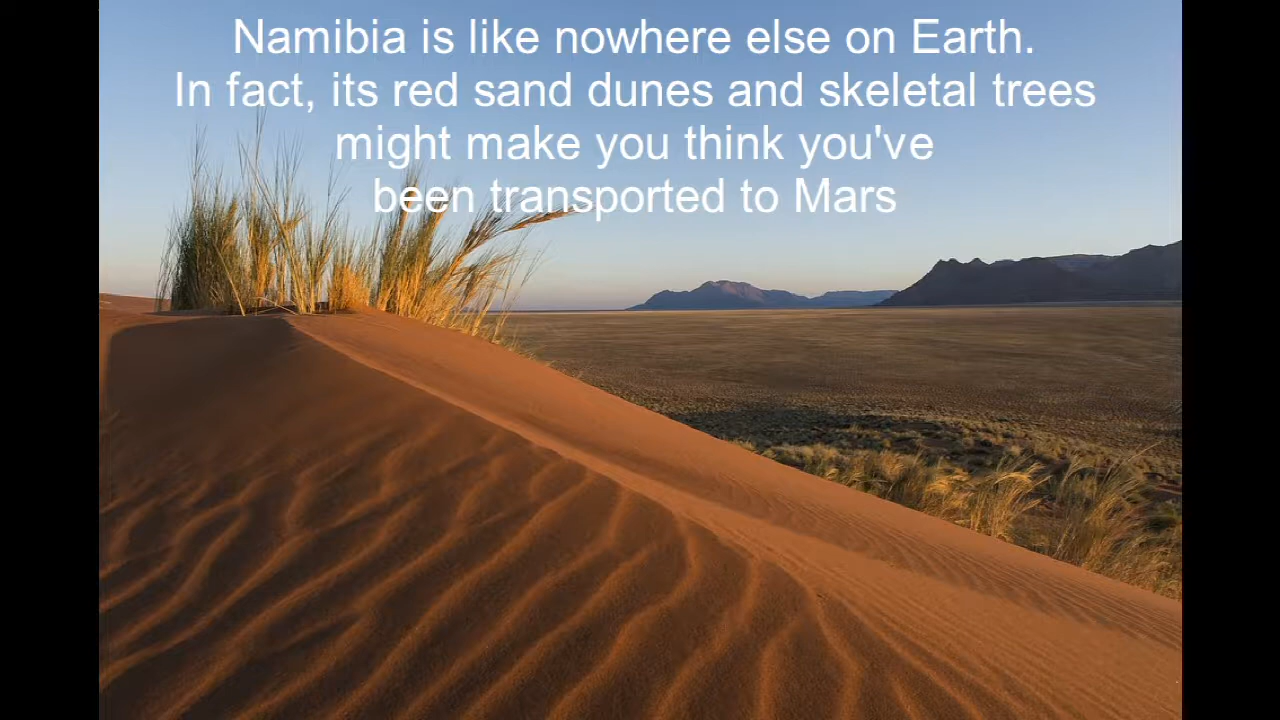 Namibia is like nowhere else on Earth.
In fact, its red sand dunes and skeletal trees
might make you think you've
been transported to Mars